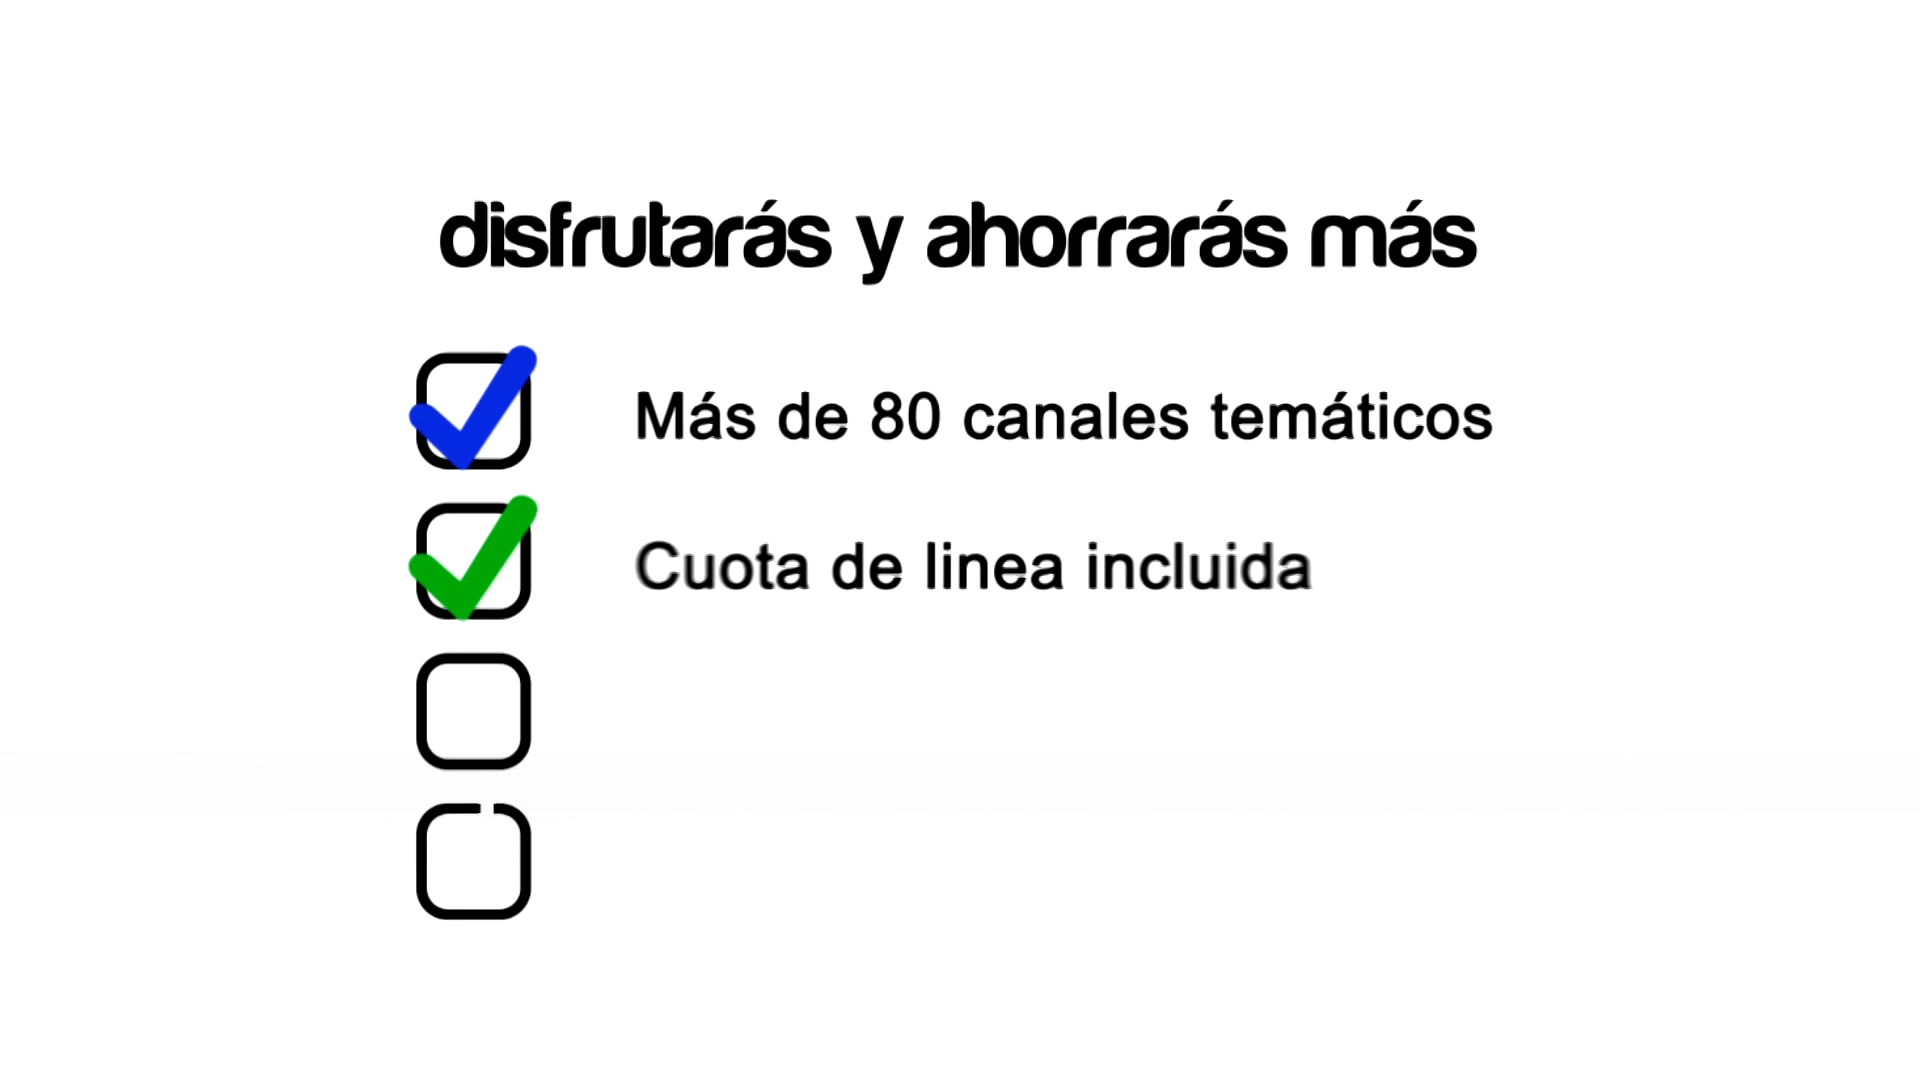 disfrutarás y ahorrarás más
Más de 80 canales temáticos
Cuota de linea incluida